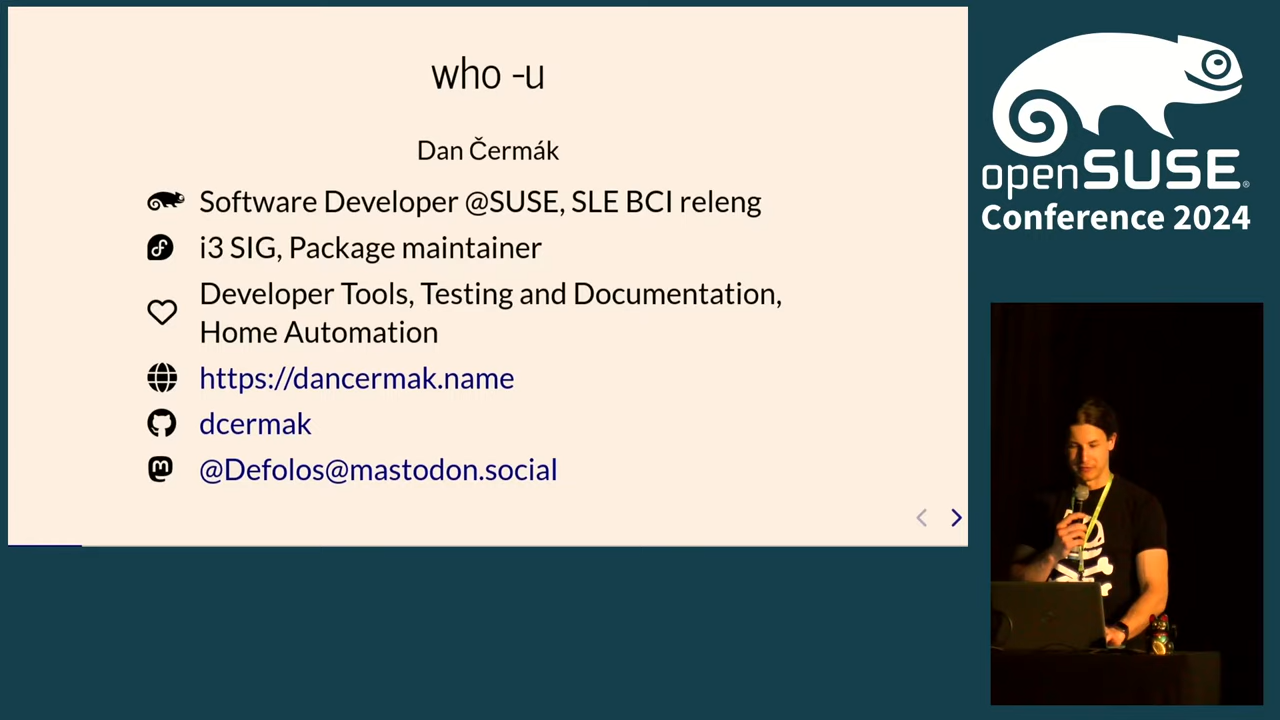 who -u
Dan Čermák
Software Developer @SUSE, SLE BCI releng
i3 SIG, Package maintainer
Developer Tools, Testing and Documentation,
Home Automation
https://dancermak.name
dcermak
@Defolos@mastodon.social
openSUSE®
Conference 2024